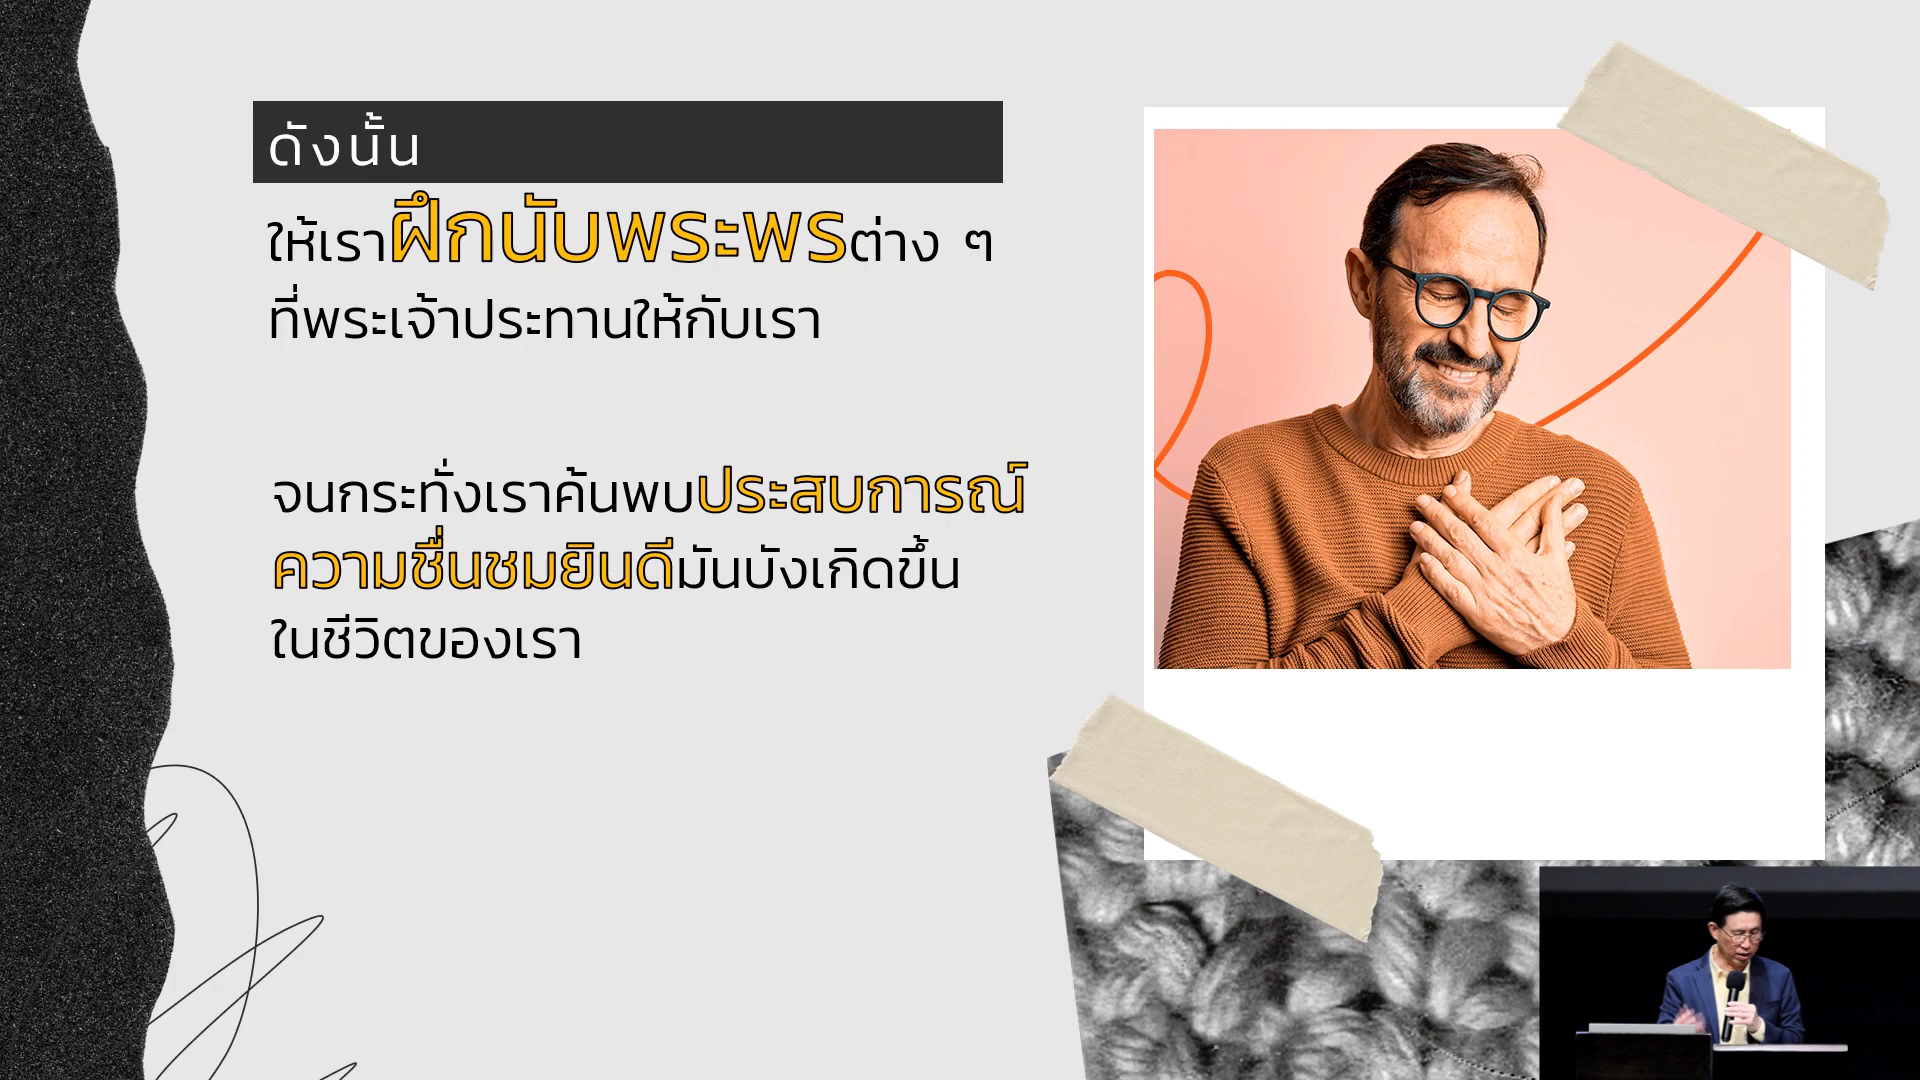 ดังนั้น
ให้เราฝึกนับพระพรต่าง ๆ
ที่พระเจ้าประทานให้กับเรา
จนกระทั่งเราค้นพบประสบการณ์
ความชื่นชมยินดีมันบังเกิดขึ้น
ในชีวิตของเรา